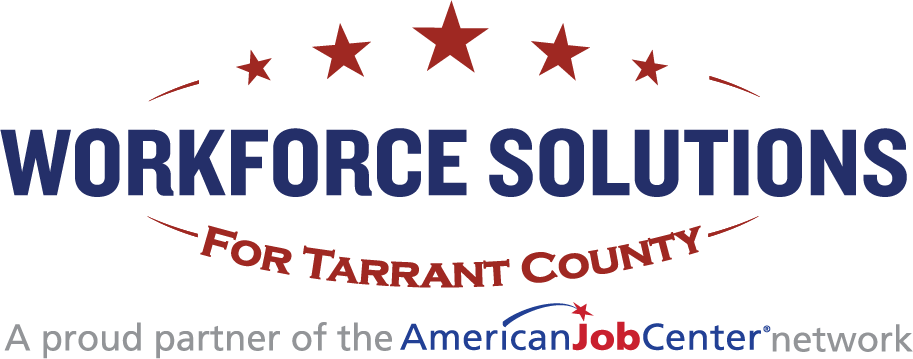 WORKFORCE SOLUTIONS
FOR TARRANT COUNTY
A proud partner of the AmericanJobCenter® network